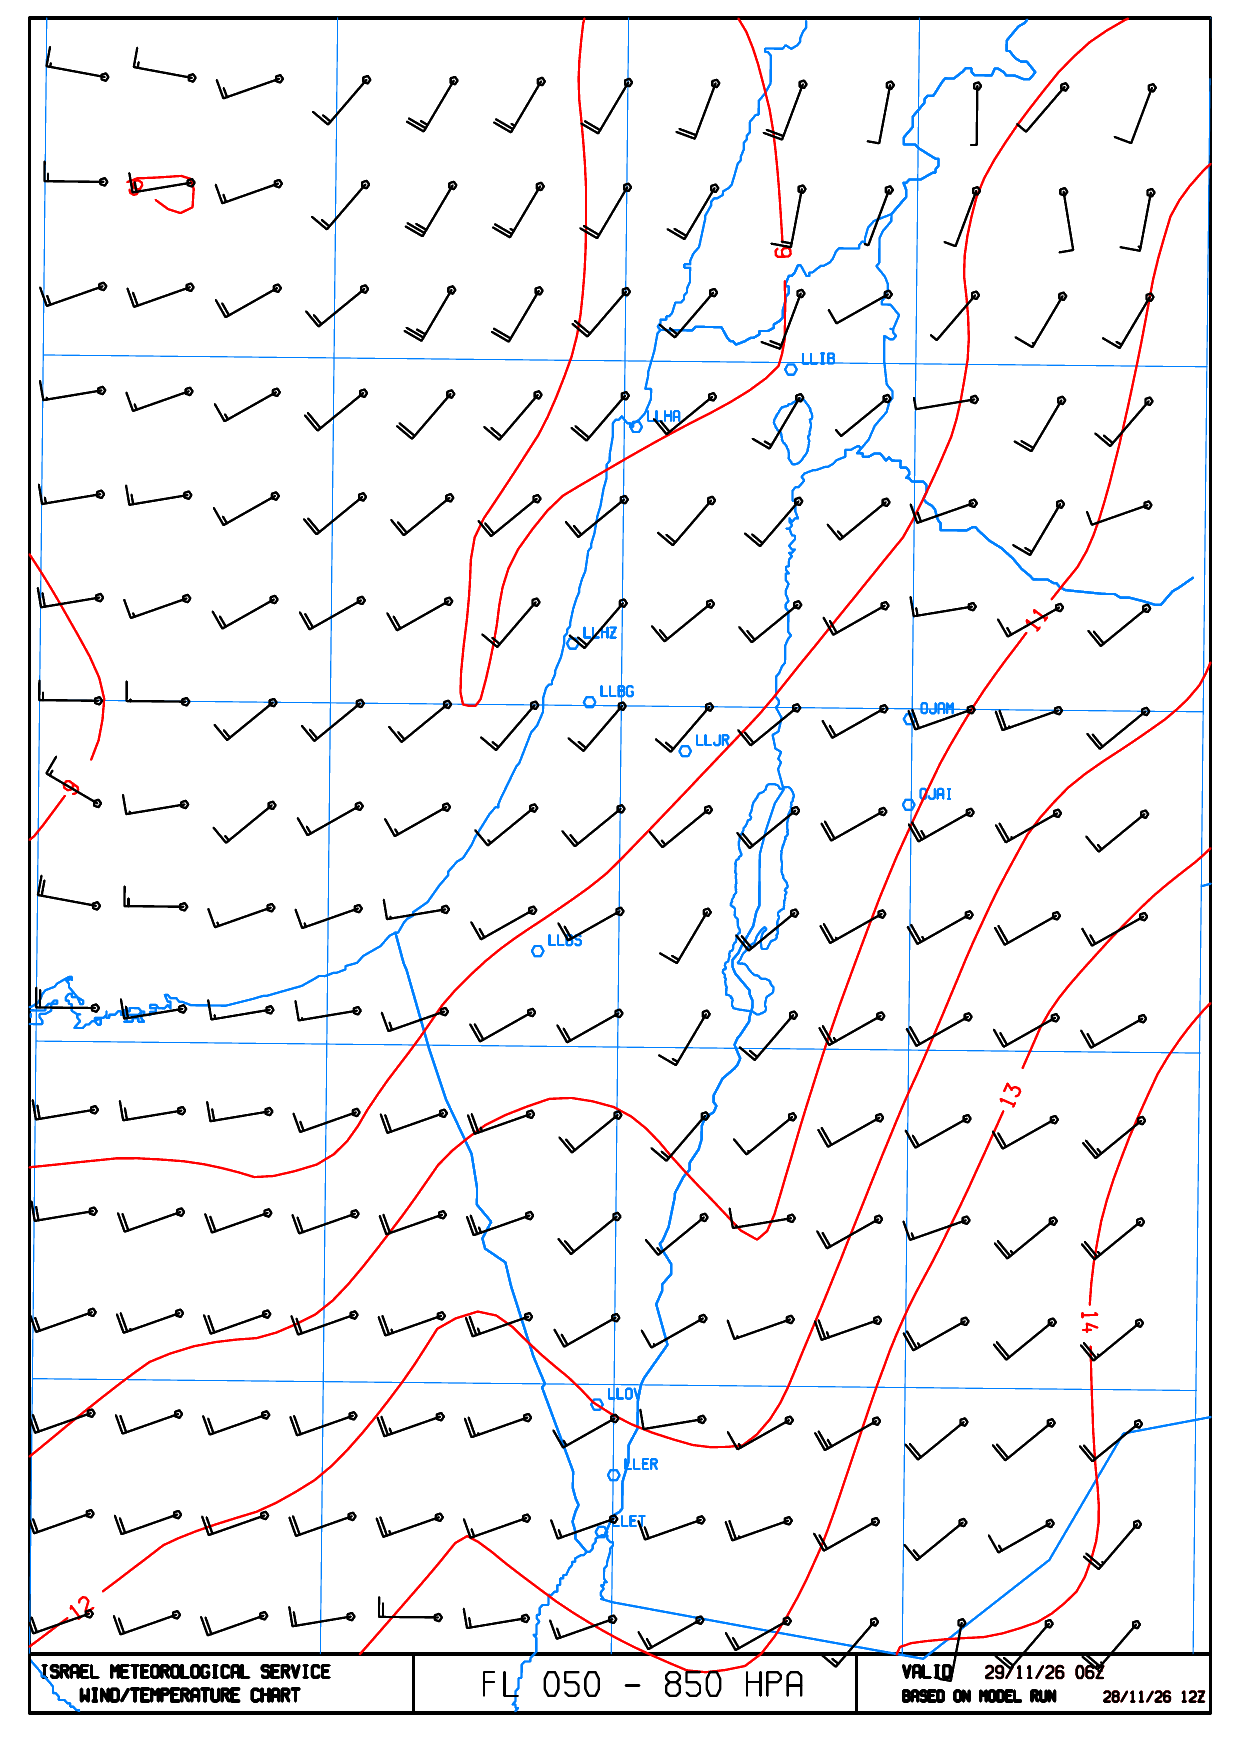 9
LLIB
LLHA
11
LLHZ
LLBG
OJAM
LLJR
9
OJAI
LLBS
13
14
LLOV
LLER
LLET
12
ISRAEL METEOROLOGICAL SERVICE
WIND/TEMPERATURE CHART
FL 050 - 850 HPA
VALID 29/11/26 06Z
BASED ON MODEL RUN 28/11/26 12Z